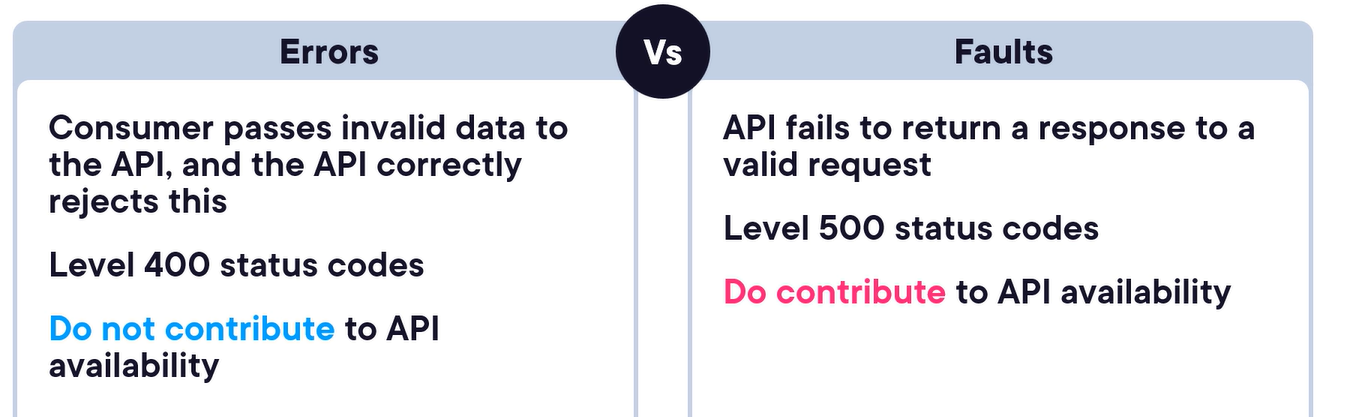 Errors
Vs
Faults
Consumer passes invalid data to
the API, and the API correctly
rejects this
Level 400 status codes
Do not contribute to API
availability
API fails to return a response to a
valid request
Level 500 status codes
Do contribute to API availability